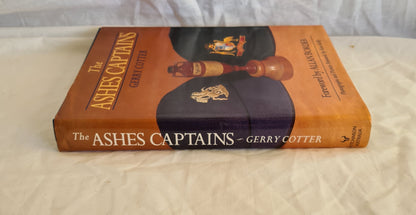 The
ASHES CAPTAINS
GERRY COTTER
Foreword by ALLAN BORDER
The ASHES CAPTAINS – GERRY COTTER